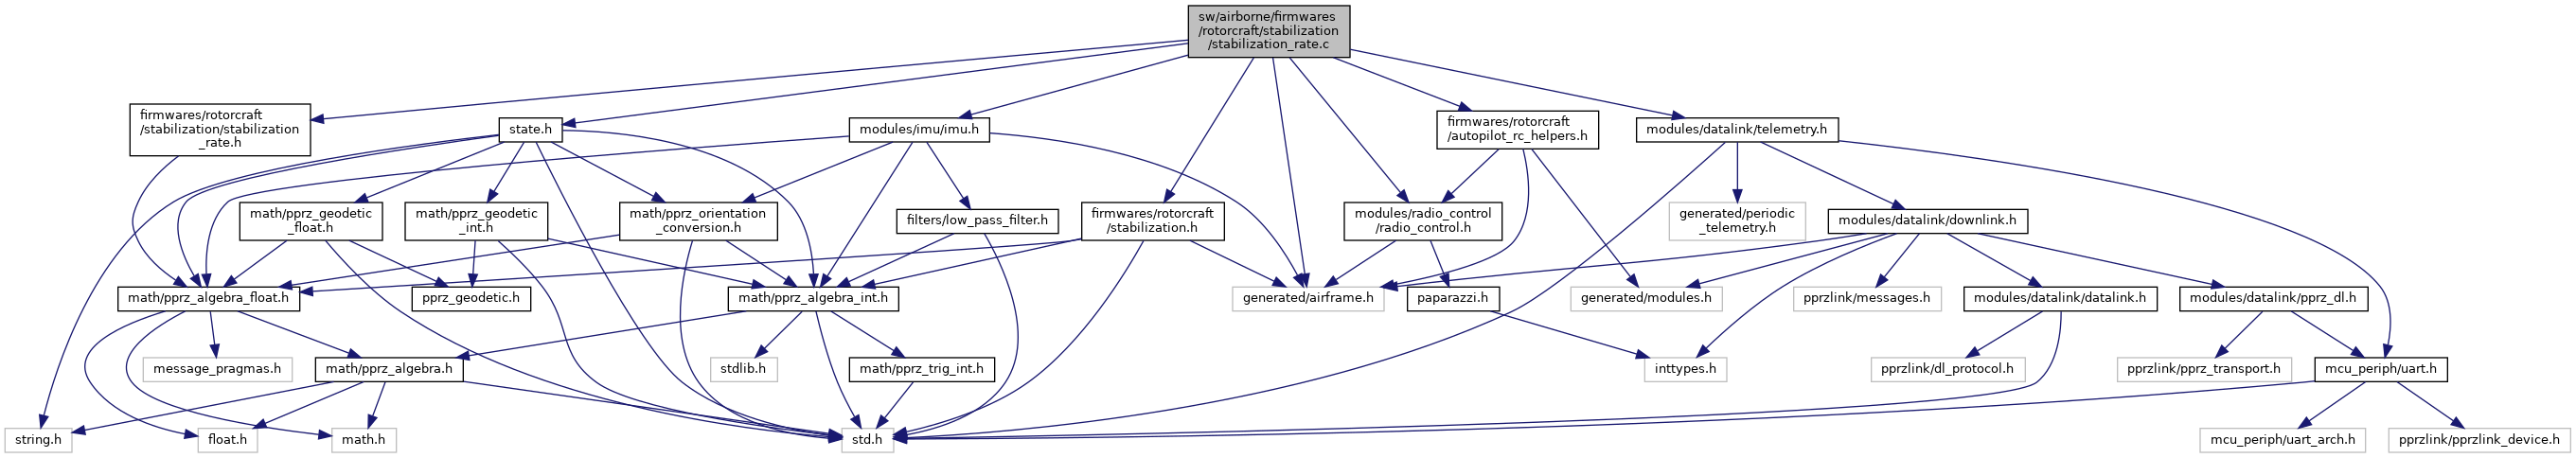 sw/airborne/firmwares
/rotorcraft/stabilization
/stabilization_rate.c
firmwares/rotorcraft
/stabilization/stabilization
_rate.h
state.h
modules/imu/imu.h
firmwares/rotorcraft
/autopilot_rc_helpers.h
modules/datalink/telemetry.h
math/pprz_geodetic
_float.h
math/pprz_geodetic
_int.h
math/pprz_orientation
_conversion.h
filters/low_pass_filter.h
firmwares/rotorcraft
/stabilization.h
modules/radio_control
/radio_control.h
generated/periodic
_telemetry.h
modules/datalink/downlink.h
math/pprz_algebra_float.h
pprz_geodetic.h
math/pprz_algebra_int.h
generated/airframe.h
paparazzi.h
generated/modules.h
pprzlink/messages.h
modules/datalink/datalink.h
modules/datalink/pprz_dl.h
message_pragmas.h
math/pprz_algebra.h
stdlib.h
math/pprz_trig_int.h
inttypes.h
pprzlink/dl_protocol.h
pprzlink/pprz_transport.h
mcu_periph/uart.h
string.h
float.h
math.h
std.h
mcu_periph/uart_arch.h
pprzlink/pprzlink_device.h